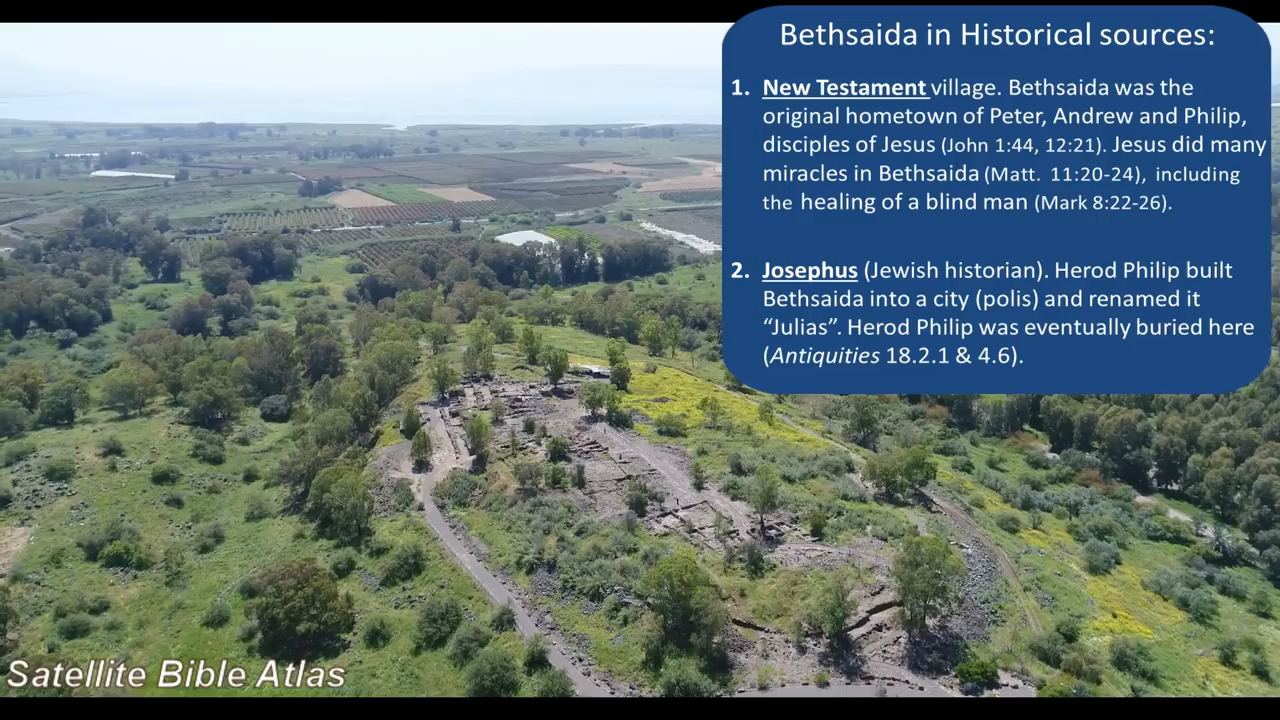 Bethsaida in Historical sources:
1. New Testament village. Bethsaida was the
original hometown of Peter, Andrew and Philip,
disciples of Jesus (John 1:44, 12:21). Jesus did many
miracles in Bethsaida (Matt. 11:20-24), including
the healing of a blind man (Mark 8:22-26).
2. Josephus (Jewish historian). Herod Philip built
Bethsaida into a city (polis) and renamed it
“Julias”. Herod Philip was eventually buried here
(Antiquities 18.2.1 & 4.6).
Satellite Bible Atlas